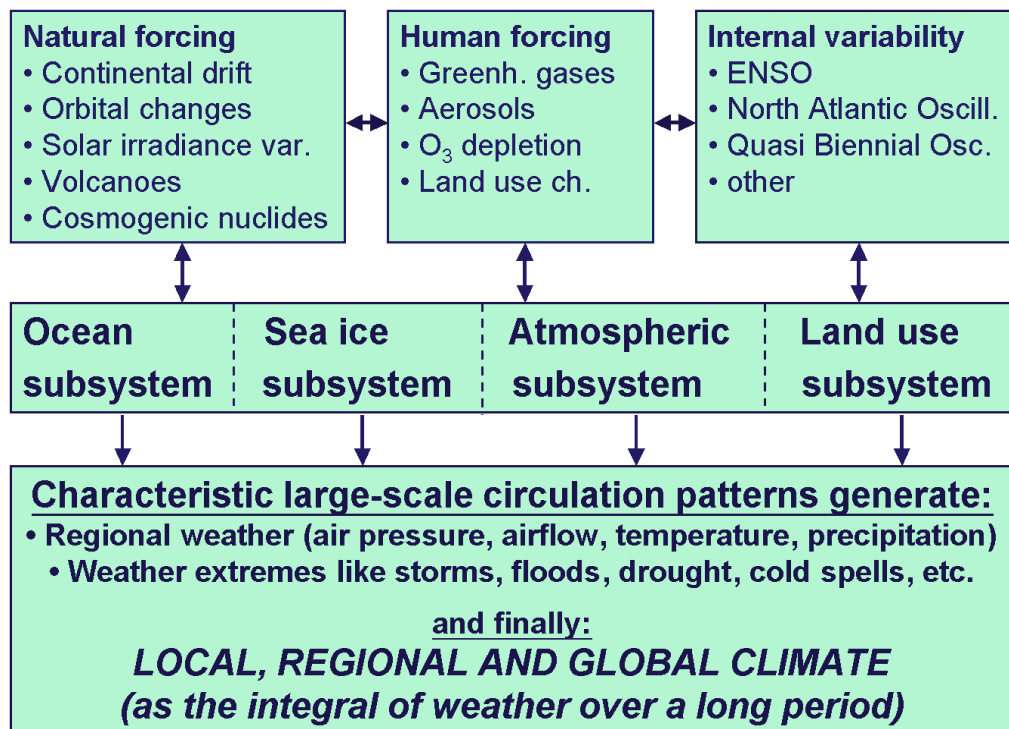 Natural forcing
• Continental drift
• Orbital changes
• Solar irradiance var.
• Volcanoes
• Cosmogenic nuclides
Human forcing
• Greenh. gases
• Aerosols
• O₃ depletion
• Land use ch.
Internal variability
• ENSO
• North Atlantic Oscill.
• Quasi Biennial Osc.
• other
Ocean
subsystem
Sea ice
subsystem
Atmospheric
subsystem
Land use
subsystem
Characteristic large-scale circulation patterns generate:
• Regional weather (air pressure, airflow, temperature, precipitation)
• Weather extremes like storms, floods, drought, cold spells, etc.
and finally:
LOCAL, REGIONAL AND GLOBAL CLIMATE
(as the integral of weather over a long period)